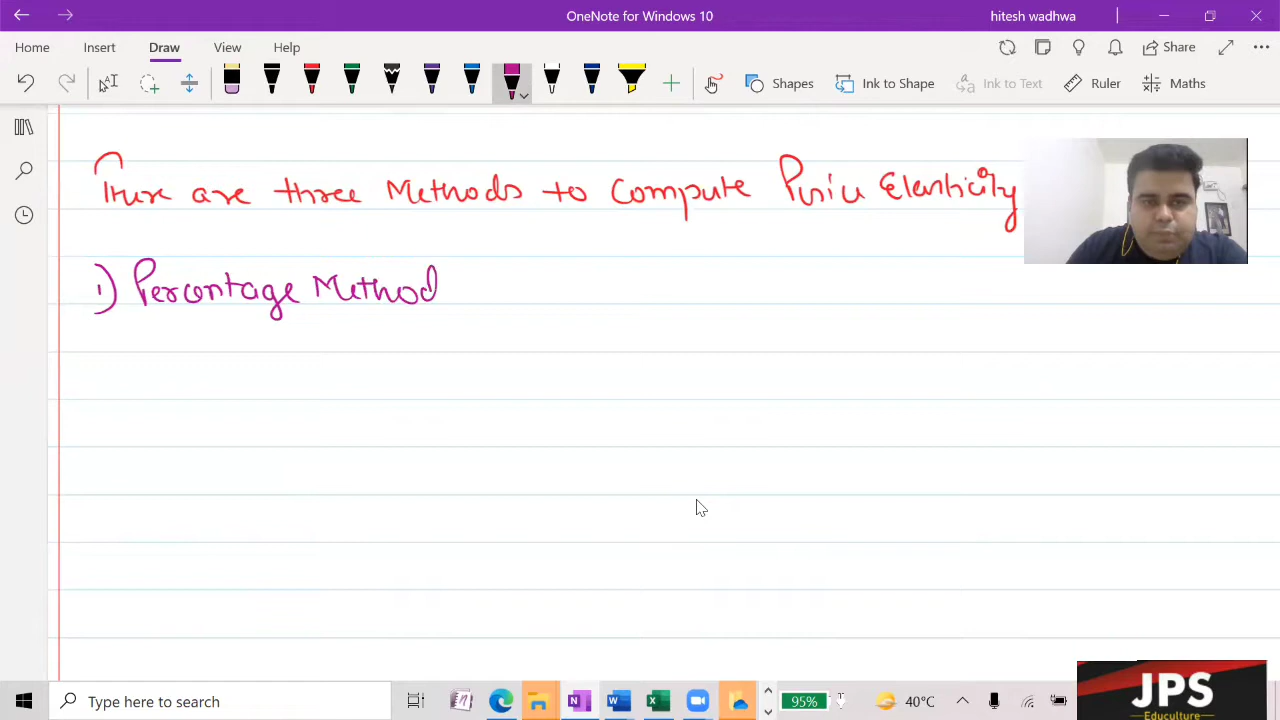 OneNote for Windows 10
hitesh wadhwa
Home Insert Draw View Help
Share
Shapes
Ink to Shape
Ink to Text
Ruler
Maths
There are three Methods to Compute Price Elasticity
1) Percentage Method
Type here to search
95%
40°C
JPS
Educulture